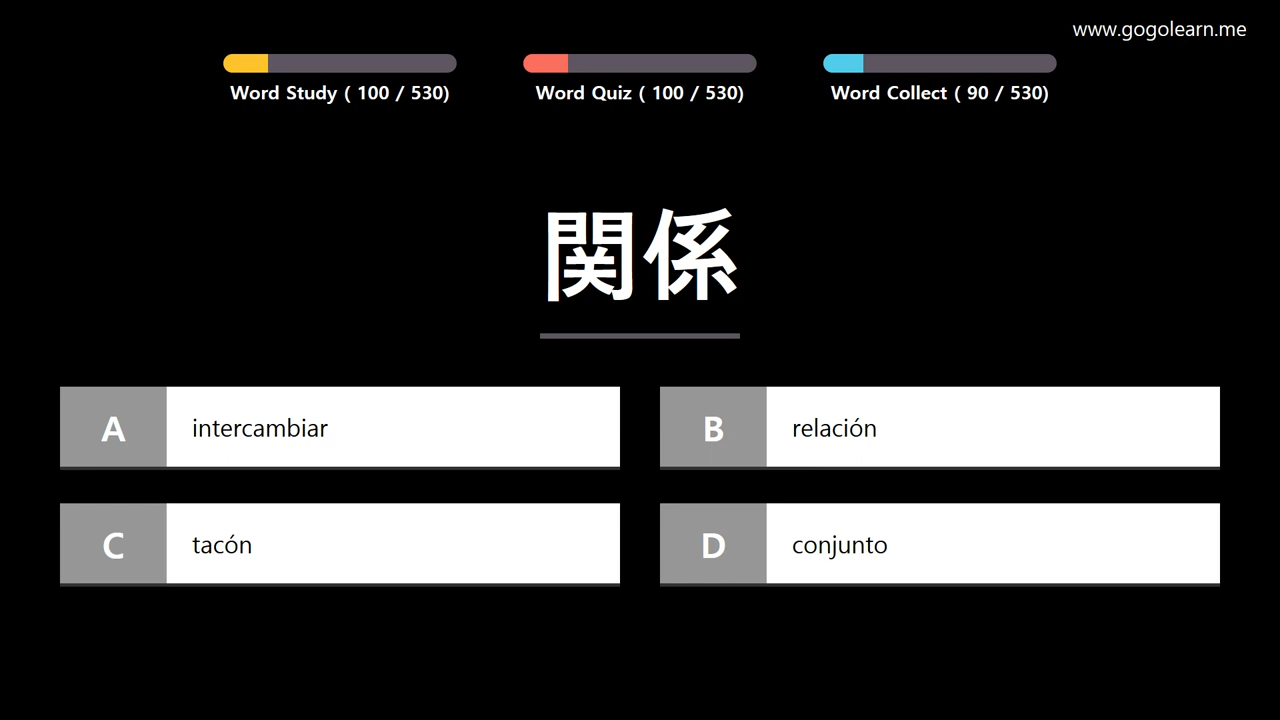 www.gogolearn.me
Word Study ( 100 / 530)
Word Quiz ( 100 / 530)
Word Collect ( 90 / 530)
関係
A intercambiar
B relación
C tacón
D conjunto